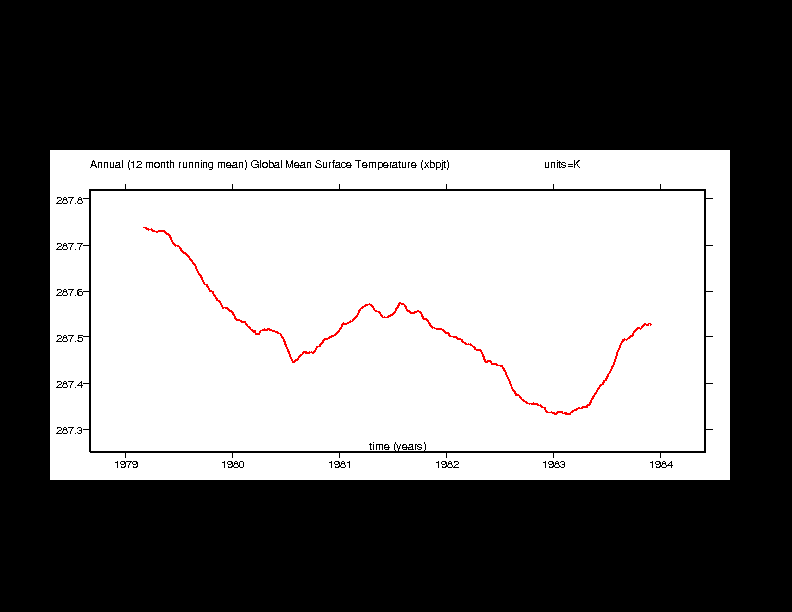 Annual (12 month running mean) Global Mean Surface Temperature (xbpjt) units=K
287.8
287.7
287.6
287.5
287.4
287.3
time (years)
1979 1980 1981 1982 1983 1984